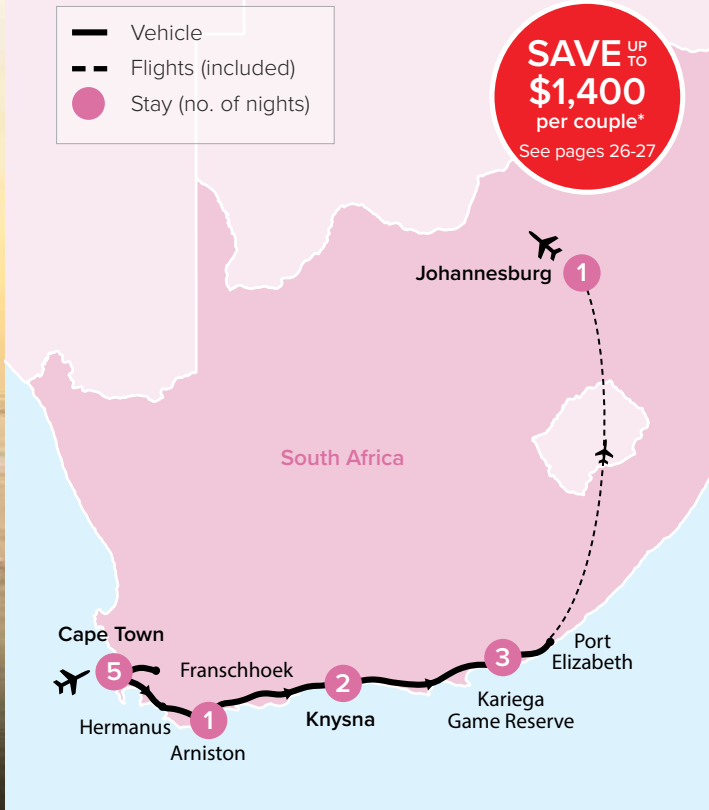 Vehicle
Flights (included)
Stay (no. of nights)
SAVE UP TO
$1,400
per couple*
See pages 26-27
Johannesburg 1
South Africa
Cape Town
5
Franschhoek
Hermanus
1
Arniston
2
Knysna
3
Kariega
Game Reserve
Port
Elizabeth